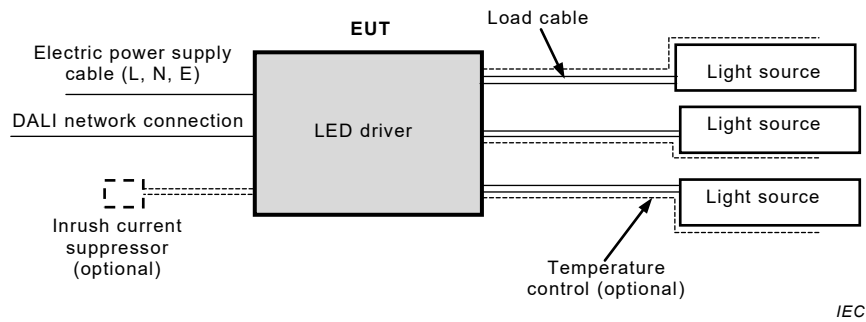 EUT
Load cable
Electric power supply
cable (L, N, E)
Light source
DALI network connection
LED driver
Light source
Light source
Inrush current
suppressor
(optional)
Temperature
control (optional)
IEC